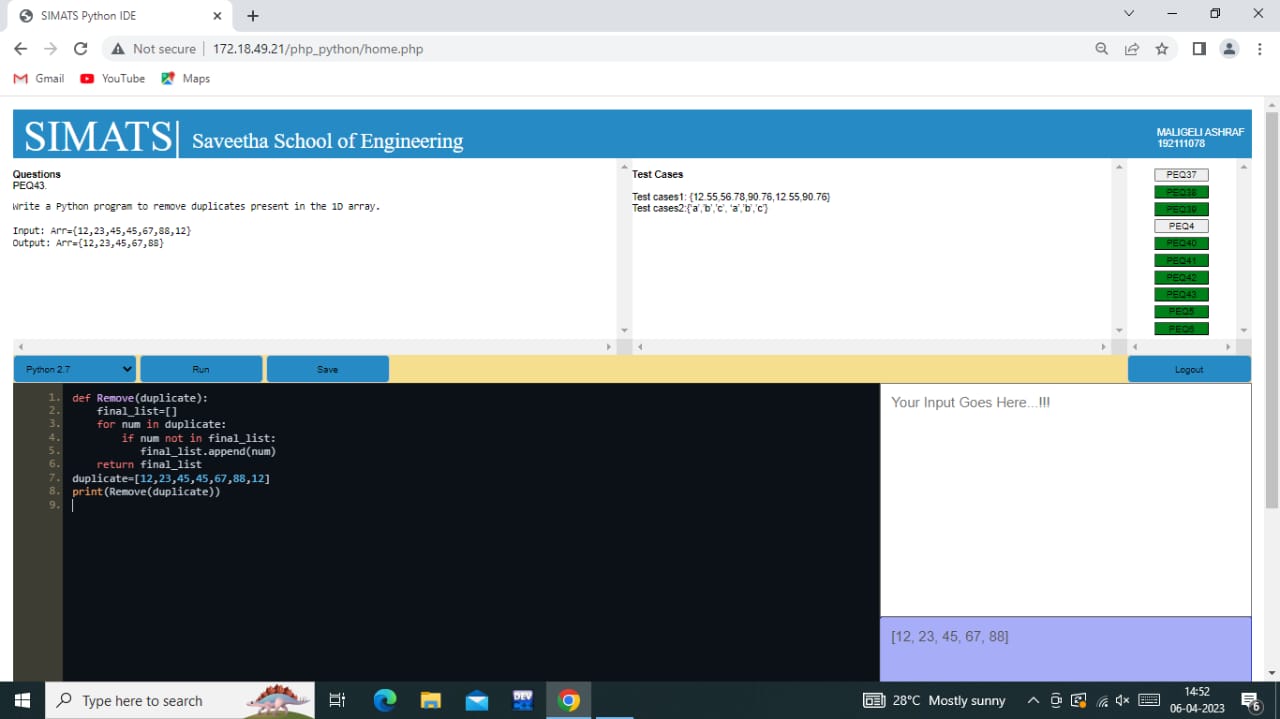 SIMATS Python IDE
Not secure 172.18.49.21/php_python/home.php
Gmail YouTube Maps
SIMATS| Saveetha School of Engineering
MALIGELI ASHRAF
192111078
Questions
PEQ43.
Write a Python program to remove duplicates present in the 1D array.
Input: Arr={12,23,45,45,67,88,12}
Output: Arr={12,23,45,67,88}
Test Cases
Test cases1: {12.55,56.78,90.76,12.55,90.76}
Test cases2:{'a','b','c', 'a','b','c'}
PEQ37
PEQ38
PEQ39
PEQ4
PEQ40
PEQ41
PEQ42
PEQ43
PEQ5
PEQ6
Python 2.7 Run Save Logout
1. def Remove(duplicate):
2. final_list=[]
3. for num in duplicate:
4. if num not in final_list:
5. final_list.append(num)
6. return final_list
7. duplicate=[12,23,45,45,67,88,12]
8. print(Remove(duplicate))
9.
Your Input Goes Here...!!!
[12, 23, 45, 67, 88]
Type here to search
DEV
28°C Mostly sunny
14:52
06-04-2023
6